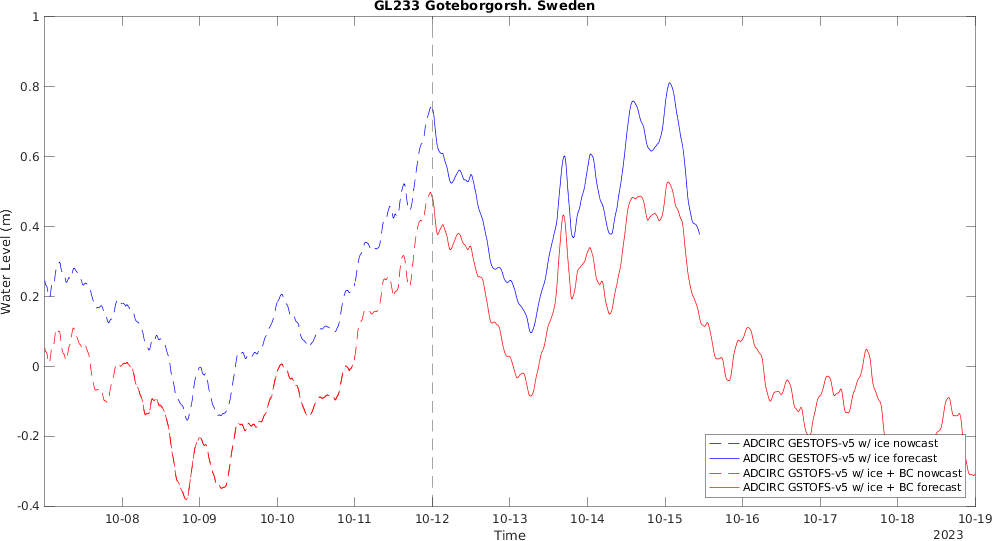 GL233 Goteborgorsh. Sweden
1
0.8
0.6
0.4
0.2
0
-0.2
-0.4
Water Level (m)
ADCIRC GESTOFS-v5 w/ ice nowcast
ADCIRC GESTOFS-v5 w/ ice forecast
ADCIRC GSTOFS-v5 w/ ice + BC nowcast
ADCIRC GSTOFS-v5 w/ ice + BC forecast
10-08 10-09 10-10 10-11 10-12 10-13 10-14 10-15 10-16 10-17 10-18 10-19
Time
2023